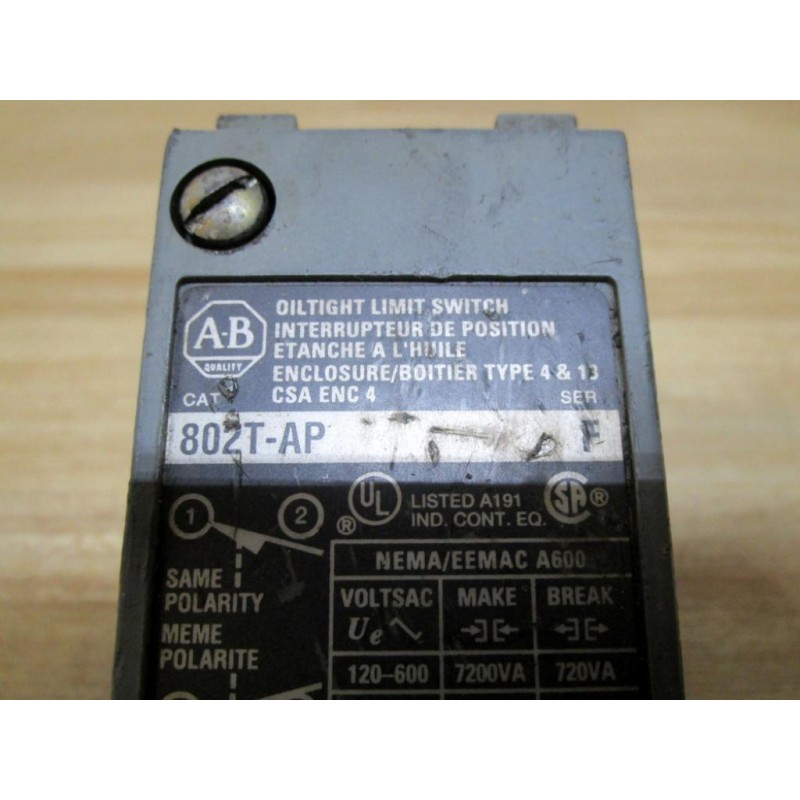 A-B
QUALITY
OILTIGHT LIMIT SWITCH
INTERRUPTEUR DE POSITION
ETANCHE A L'HUILE
ENCLOSURE/BOITIER TYPE 4 & 13
CSA ENC 4
CAT
SER
802T-AP F
1 2
UL ® LISTED A191
IND. CONT. EQ.
SA ®
SAME
POLARITY
MEME
POLARITE
NEMA/EEMAC A600
VOLTSAC MAKE BREAK
Ue
120-600 7200VA 720VA